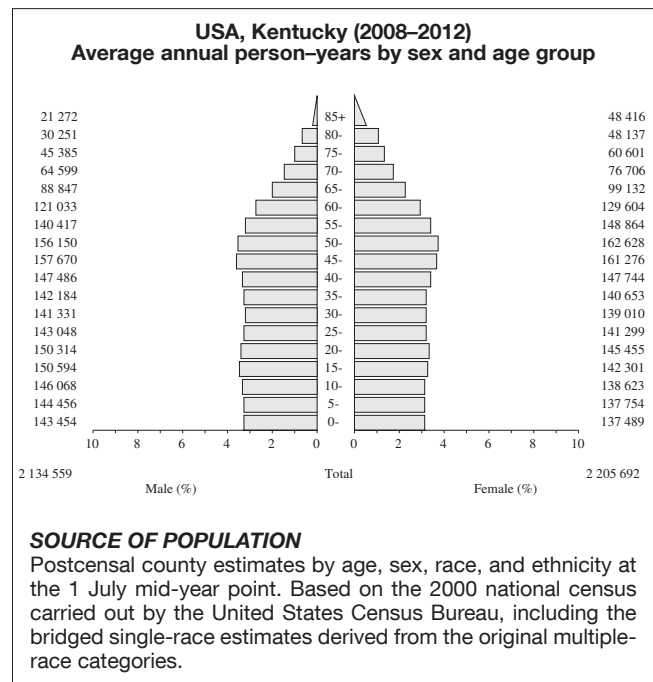 USA, Kentucky (2008–2012)
Average annual person–years by sex and age group
21 272 85+ 48 416
30 251 80- 48 137
45 385 75- 60 601
64 599 70- 76 706
88 847 65- 99 132
121 033 60- 129 604
140 417 55- 148 864
156 150 50- 162 628
157 670 45- 161 276
147 486 40- 147 744
142 184 35- 140 653
141 331 30- 139 010
143 048 25- 141 299
150 314 20- 145 455
150 594 15- 142 301
146 068 10- 138 623
144 456 5- 137 754
143 454 0- 137 489
10 8 6 4 2 0 0 2 4 6 8 10
2 134 559 Total 2 205 692
Male (%) Female (%)
SOURCE OF POPULATION
Postcensal county estimates by age, sex, race, and ethnicity at
the 1 July mid-year point. Based on the 2000 national census
carried out by the United States Census Bureau, including the
bridged single-race estimates derived from the original multiple-
race categories.